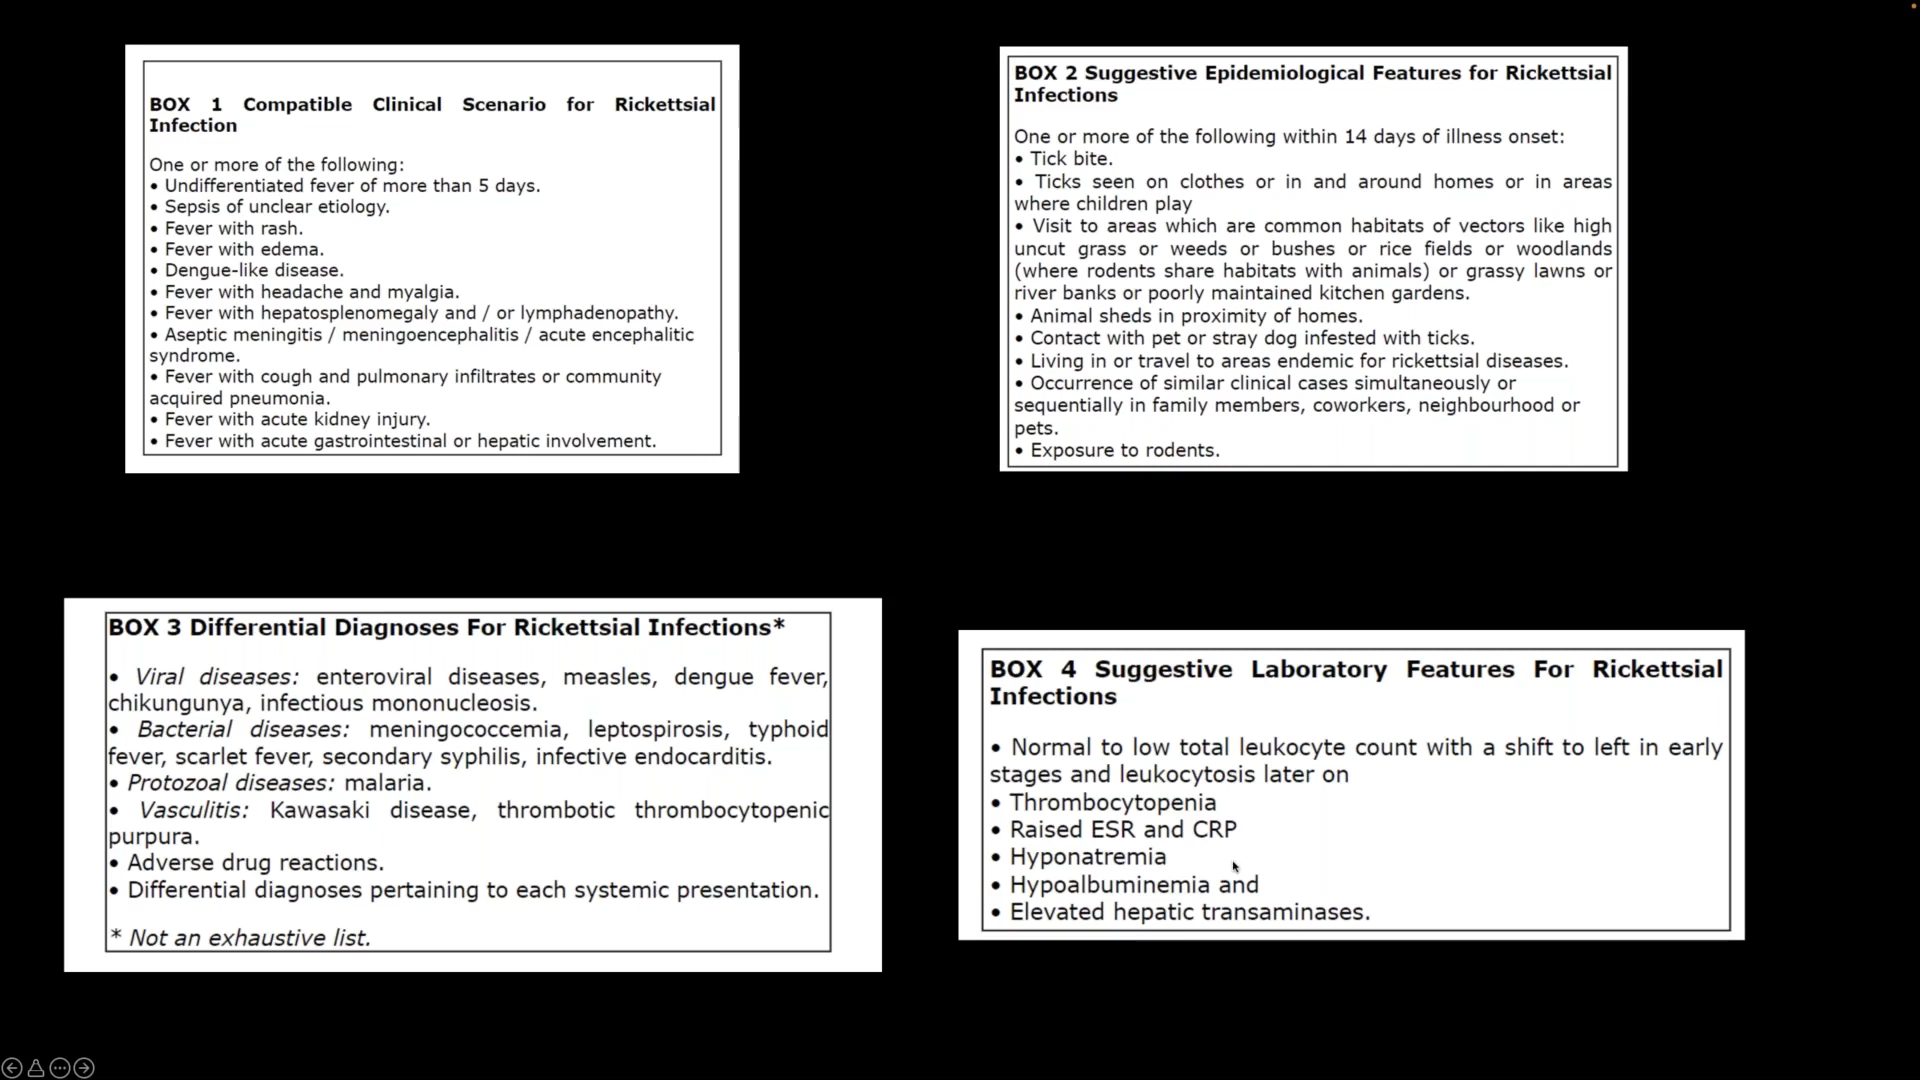 BOX 1 Compatible Clinical Scenario for Rickettsial
Infection
One or more of the following:
• Undifferentiated fever of more than 5 days.
• Sepsis of unclear etiology.
• Fever with rash.
• Fever with edema.
• Dengue-like disease.
• Fever with headache and myalgia.
• Fever with hepatosplenomegaly and / or lymphadenopathy.
• Aseptic meningitis / meningoencephalitis / acute encephalitic
syndrome.
• Fever with cough and pulmonary infiltrates or community
acquired pneumonia.
• Fever with acute kidney injury.
• Fever with acute gastrointestinal or hepatic involvement.
BOX 2 Suggestive Epidemiological Features for Rickettsial
Infections
One or more of the following within 14 days of illness onset:
• Tick bite.
• Ticks seen on clothes or in and around homes or in areas
where children play
• Visit to areas which are common habitats of vectors like high
uncut grass or weeds or bushes or rice fields or woodlands
(where rodents share habitats with animals) or grassy lawns or
river banks or poorly maintained kitchen gardens.
• Animal sheds in proximity of homes.
• Contact with pet or stray dog infested with ticks.
• Living in or travel to areas endemic for rickettsial diseases.
• Occurrence of similar clinical cases simultaneously or
sequentially in family members, coworkers, neighbourhood or
pets.
• Exposure to rodents.
BOX 3 Differential Diagnoses For Rickettsial Infections*
• Viral diseases: enteroviral diseases, measles, dengue fever,
chikungunya, infectious mononucleosis.
• Bacterial diseases: meningococcemia, leptospirosis, typhoid
fever, scarlet fever, secondary syphilis, infective endocarditis.
• Protozoal diseases: malaria.
• Vasculitis: Kawasaki disease, thrombotic thrombocytopenic
purpura.
• Adverse drug reactions.
• Differential diagnoses pertaining to each systemic presentation.
* Not an exhaustive list.
BOX 4 Suggestive Laboratory Features For Rickettsial
Infections
• Normal to low total leukocyte count with a shift to left in early
stages and leukocytosis later on
• Thrombocytopenia
• Raised ESR and CRP
• Hyponatremia
• Hypoalbuminemia and
• Elevated hepatic transaminases.